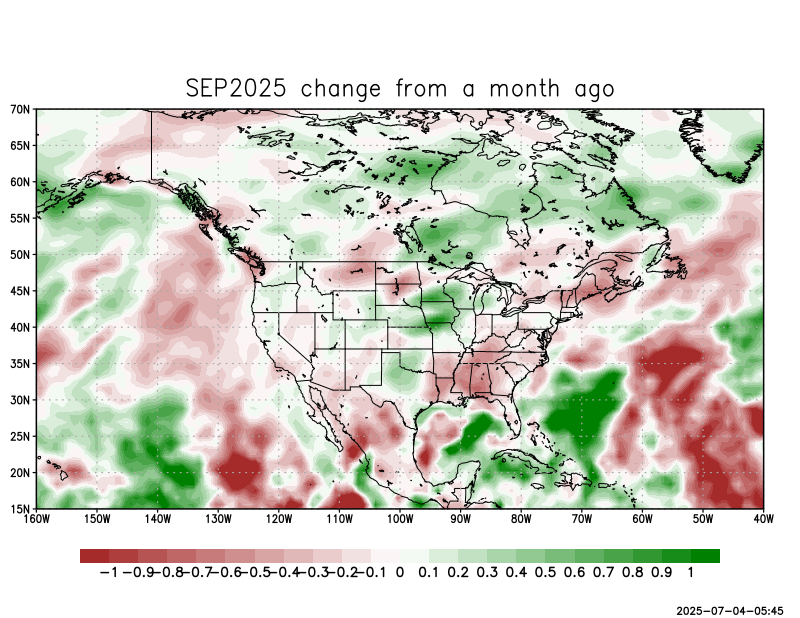 SEP2025 change from a month ago
70N
65N
60N
55N
50N
45N
40N
35N
30N
25N
20N
15N
160W 150W 140W 130W 120W 110W 100W 90W 80W 70W 60W 50W 40W
-1 -0.9 -0.8 -0.7 -0.6 -0.5 -0.4 -0.3 -0.2 -0.1 0 0.1 0.2 0.3 0.4 0.5 0.6 0.7 0.8 0.9 1
2025-07-04-05:45